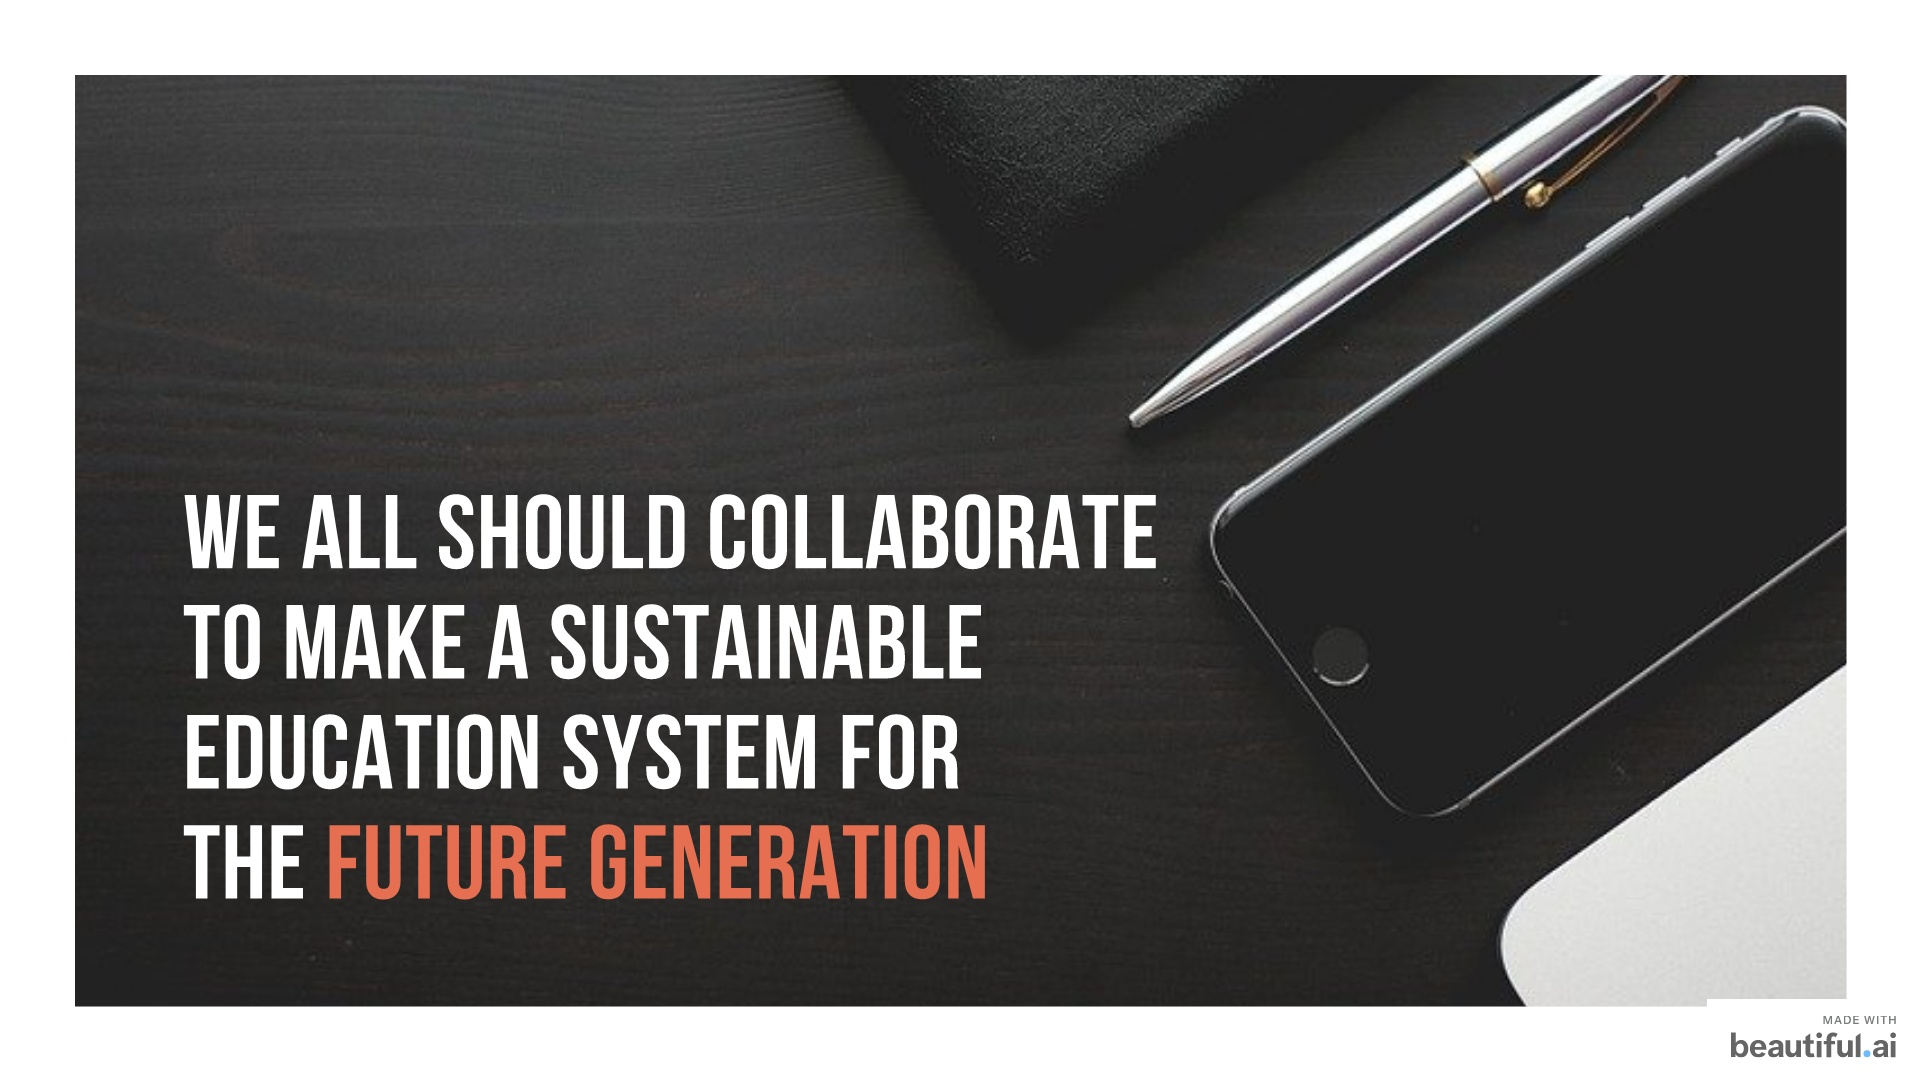 WE ALL SHOULD COLLABORATE
TO MAKE A SUSTAINABLE
EDUCATION SYSTEM FOR
THE FUTURE GENERATION
MADE WITH
beautiful.ai